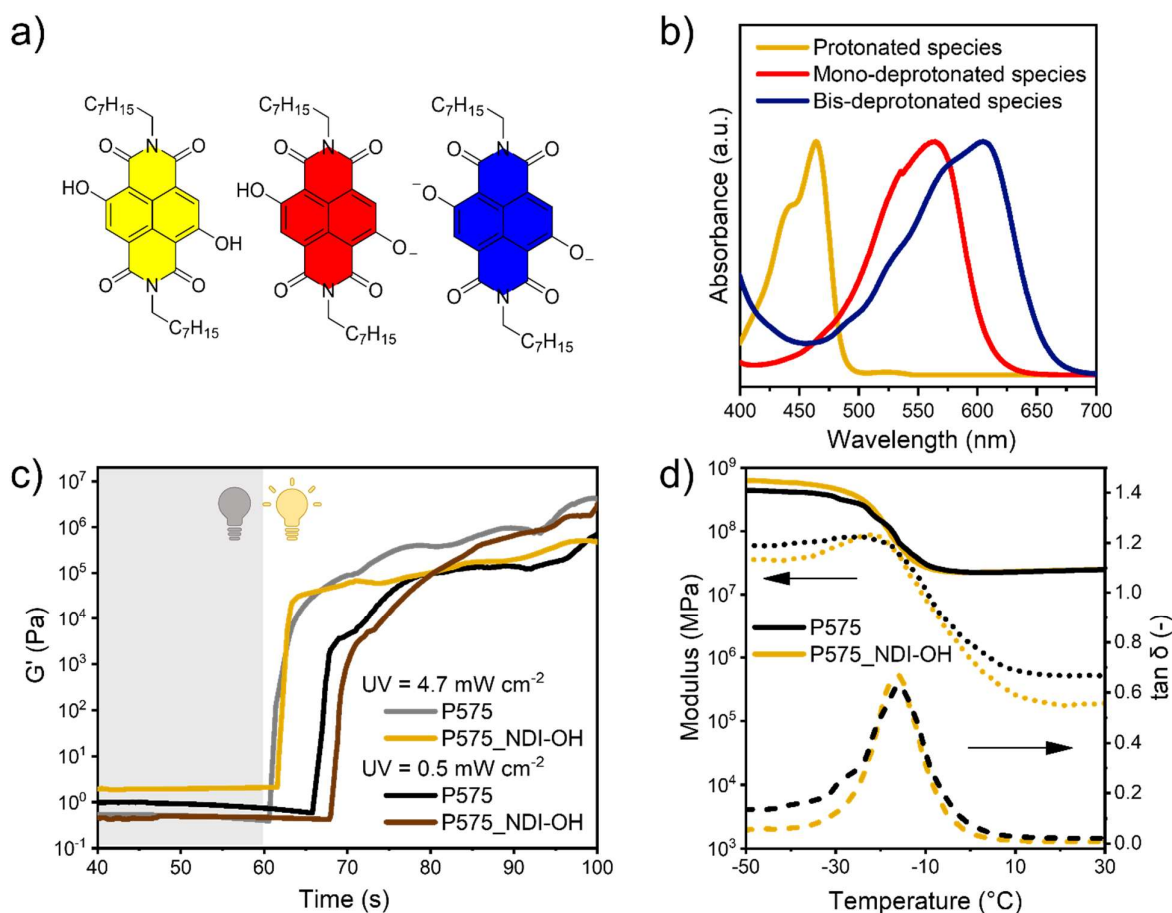 a)
C₇H₁₅ C₇H₁₅ C₇H₁₅
O N O O N O O N O
HO HO ⁻O
OH O⁻ O⁻
O N O O N O O N O
C₇H₁₅ C₇H₁₅ C₇H₁₅
b)
Protonated species
Mono-deprotonated species
Bis-deprotonated species
Absorbance (a.u.)
400 450 500 550 600 650 700
Wavelength (nm)
c)
10⁷
10⁶
10⁵
10⁴
10³
10²
10¹
10⁰
10⁻¹
G' (Pa)
UV = 4.7 mW cm⁻²
P575
P575_NDI-OH
UV = 0.5 mW cm⁻²
P575
P575_NDI-OH
40 50 60 70 80 90 100
Time (s)
d)
10⁹
10⁸
10⁷
10⁶
10⁵
10⁴
10³
Modulus (MPa)
P575
P575_NDI-OH
1.4
1.2
1.0
0.8
0.6
0.4
0.2
0.0
tan δ (-)
-50 -30 -10 10 30
Temperature (°C)